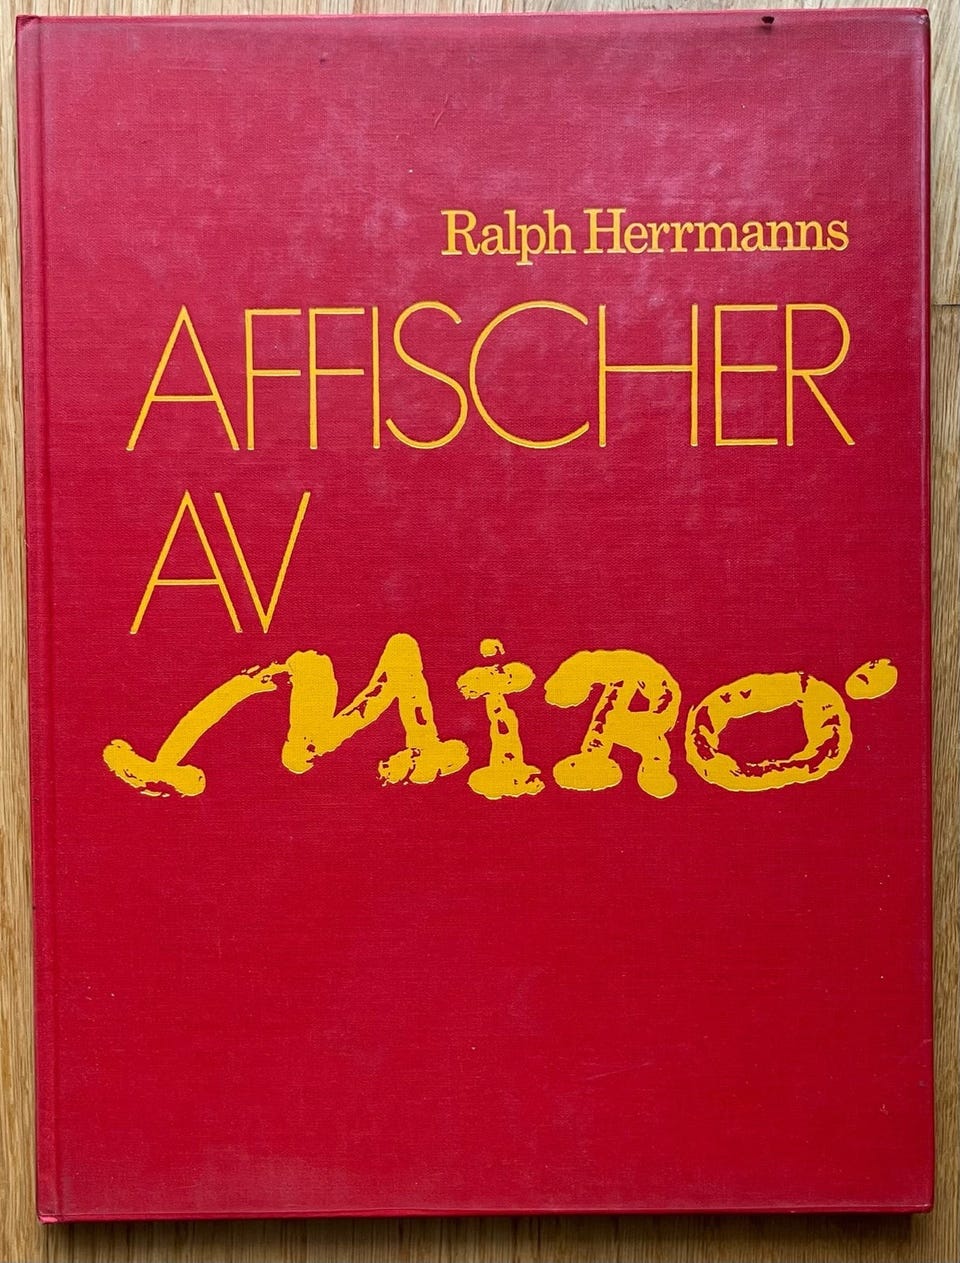 Ralph Herrmanns
AFFISCHER
AV
MIRÓ